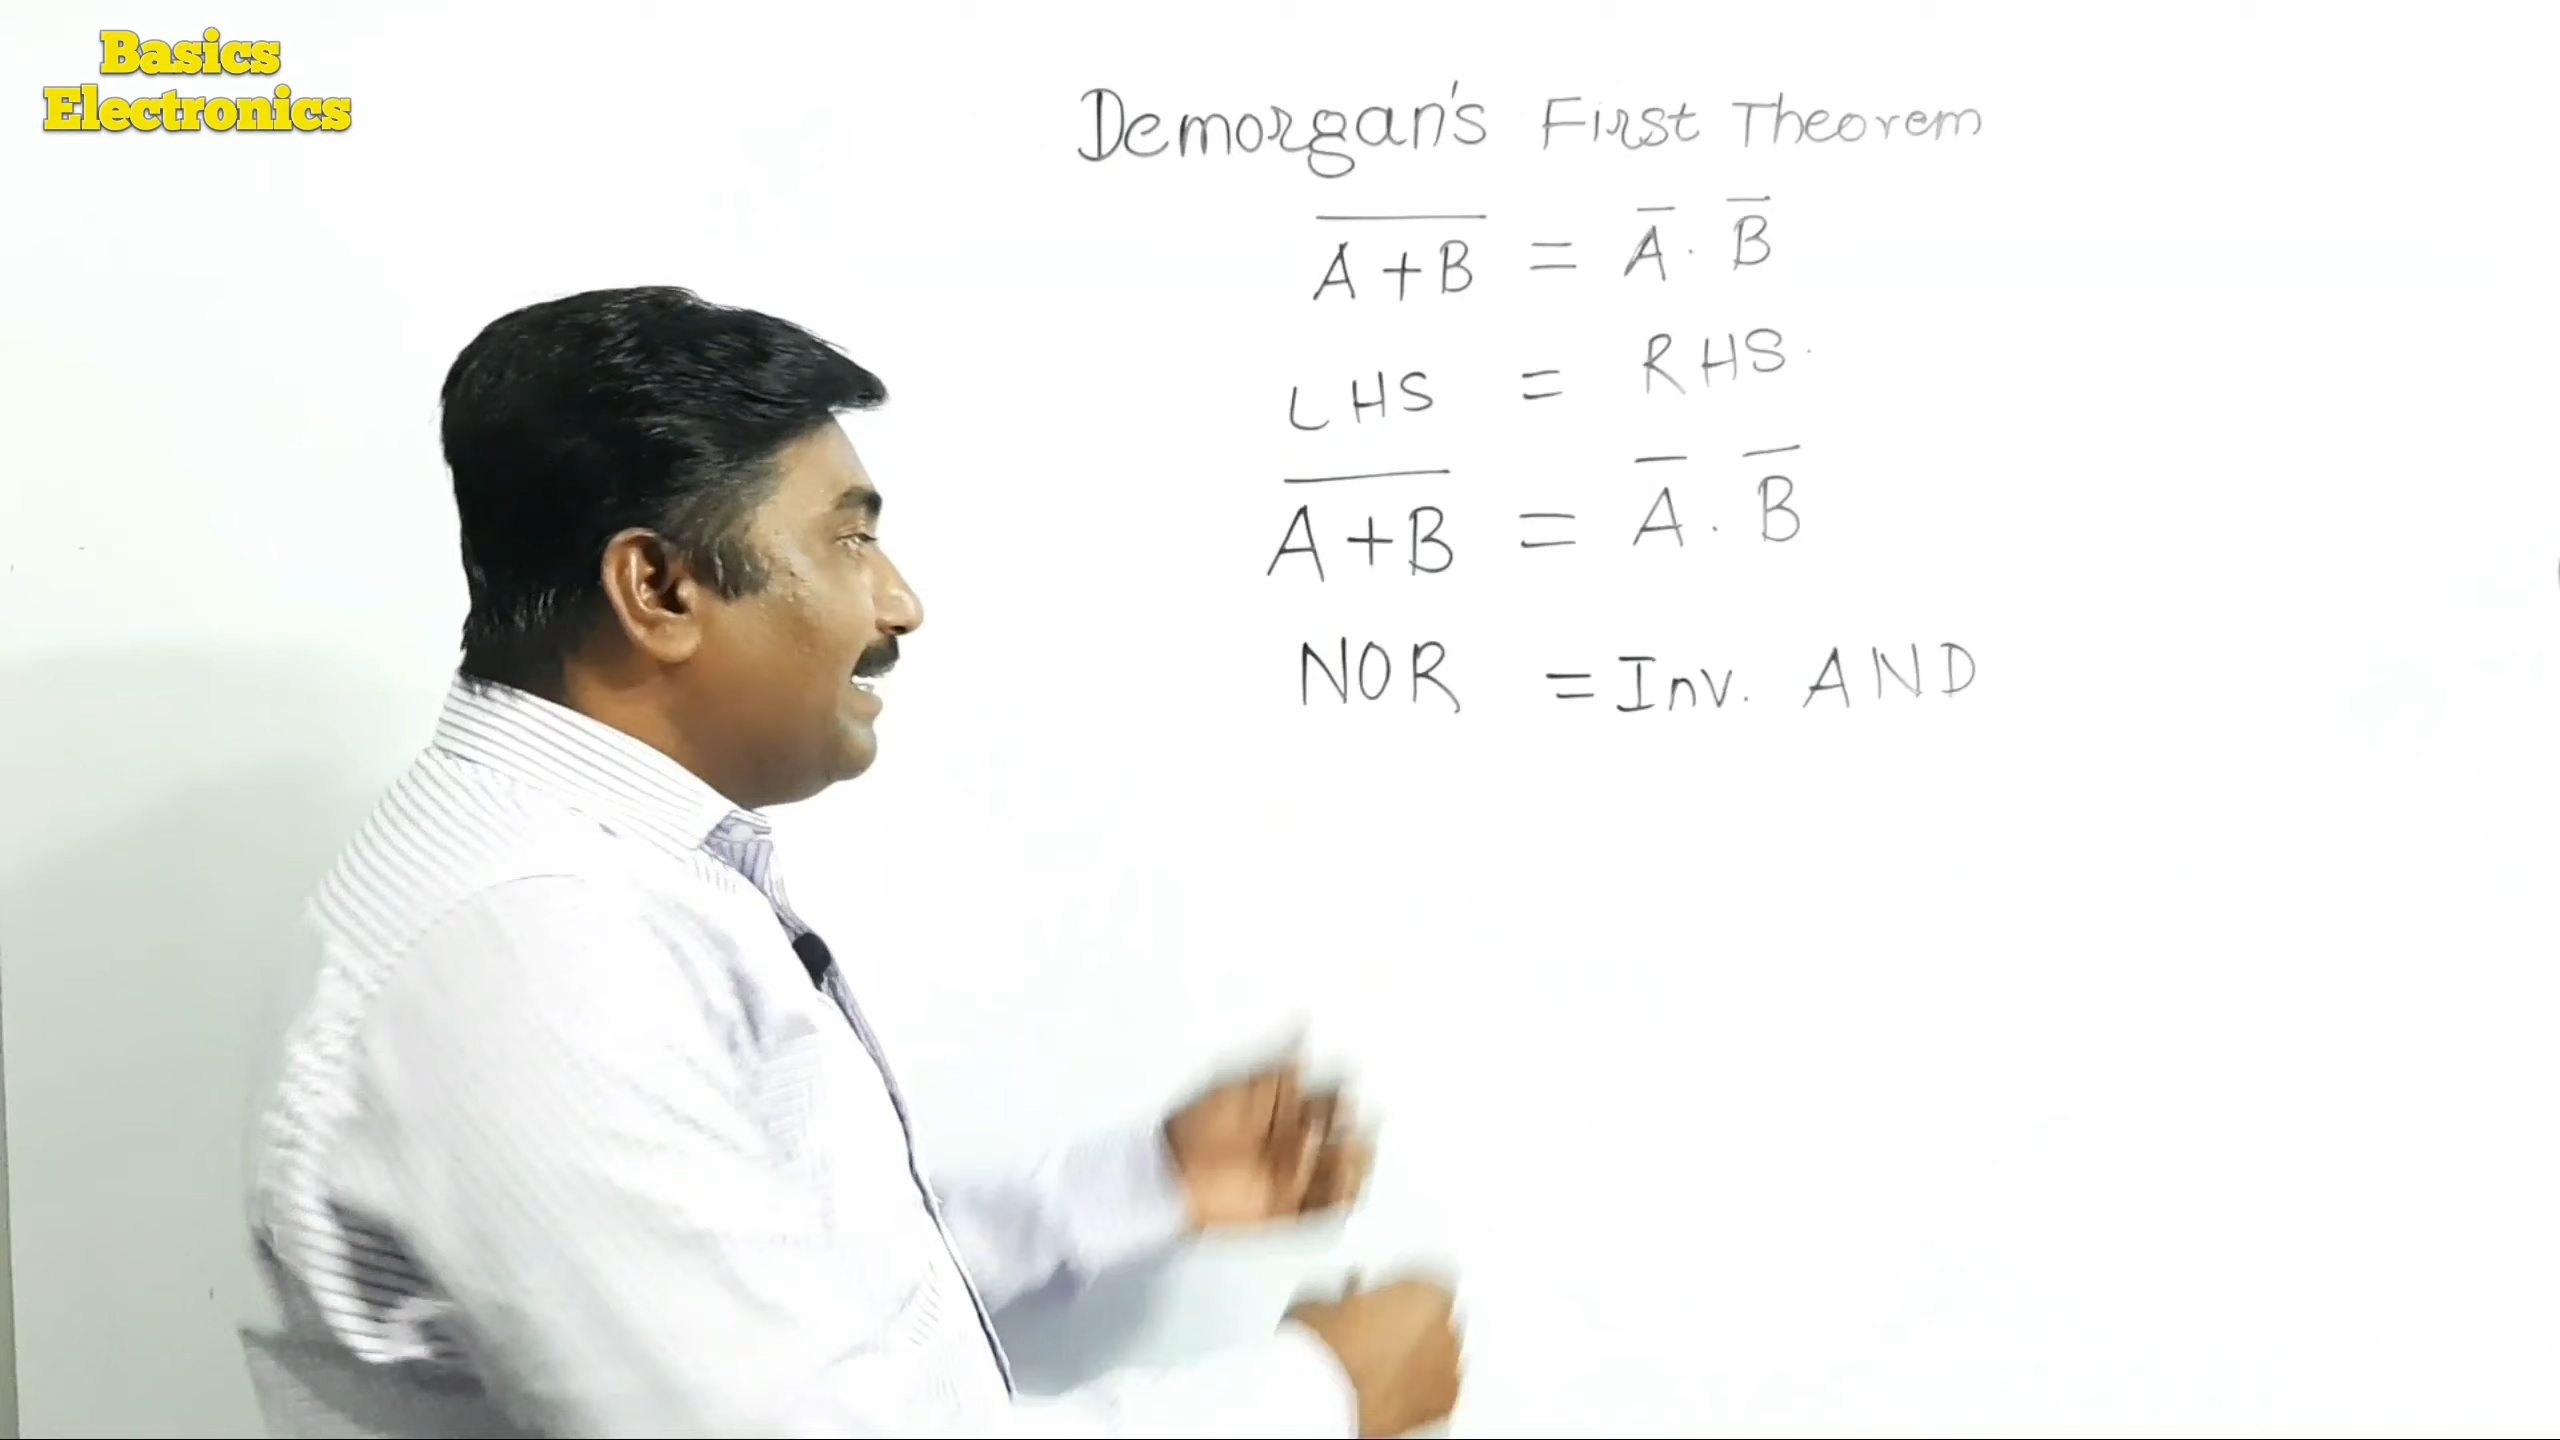 Basics
Electronics
Demorgan's First Theorem
A̅ ̅+̅ ̅B̅ = A̅ . B̅
LHS = RHS.
A̅ ̅+̅ ̅B̅ = A̅ . B̅
NOR = Inv. AND